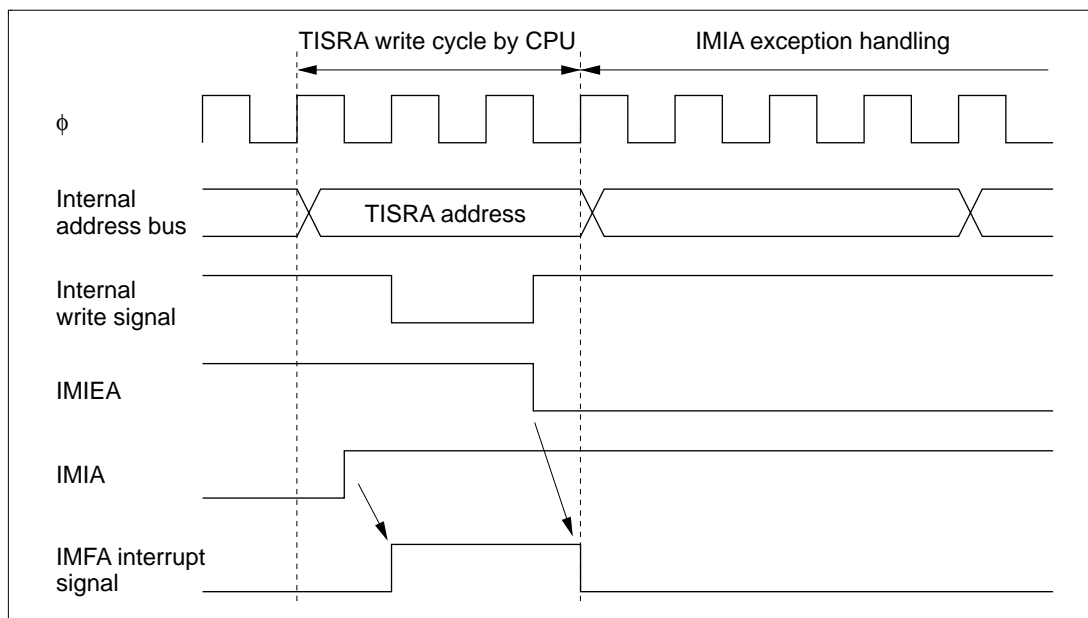 TISRA write cycle by CPU
IMIA exception handling
φ
Internal
address bus
TISRA address
Internal
write signal
IMIEA
IMIA
IMFA interrupt
signal